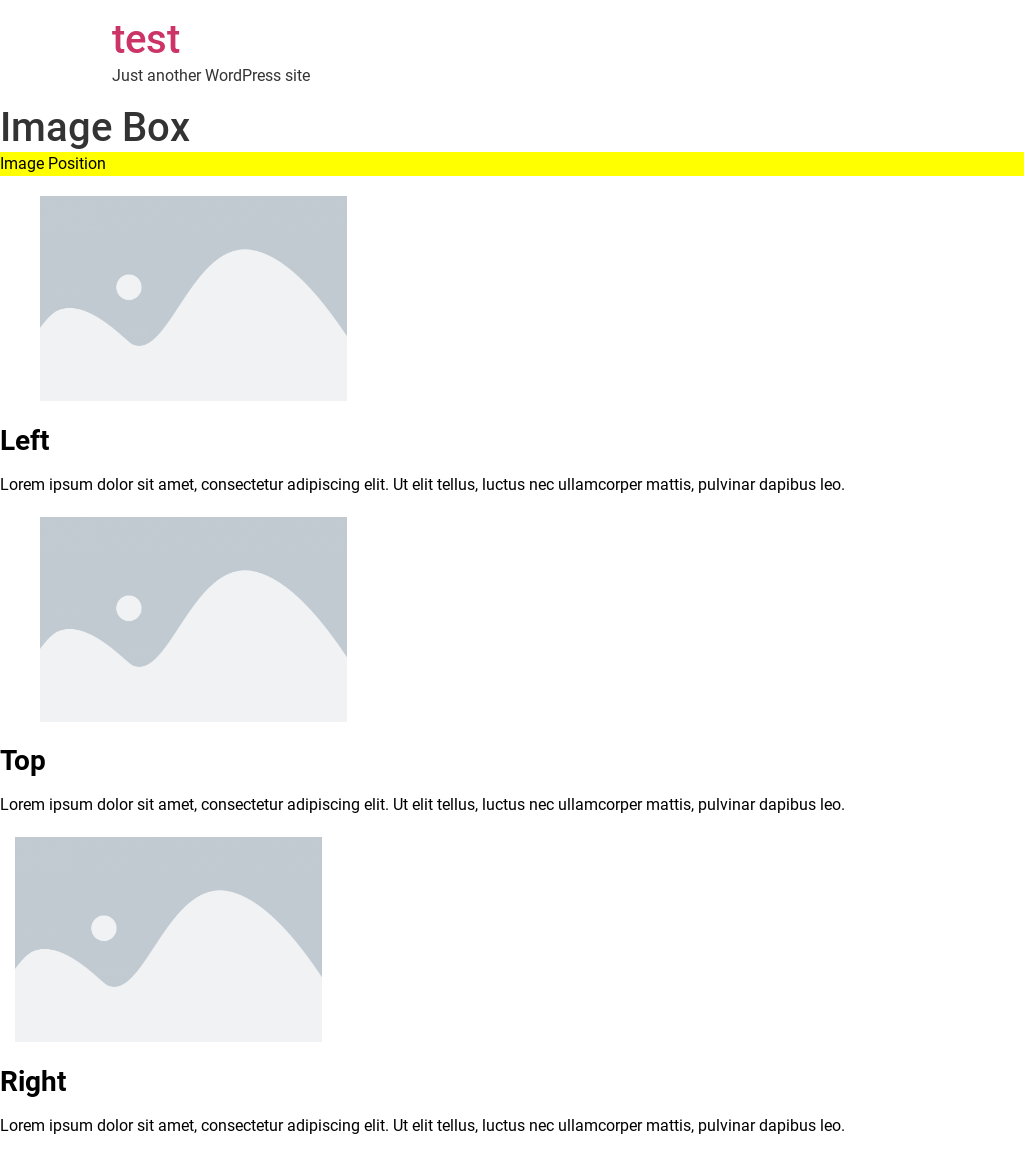 test
Just another WordPress site
Image Box
Image Position
Left
Lorem ipsum dolor sit amet, consectetur adipiscing elit. Ut elit tellus, luctus nec ullamcorper mattis, pulvinar dapibus leo.
Top
Lorem ipsum dolor sit amet, consectetur adipiscing elit. Ut elit tellus, luctus nec ullamcorper mattis, pulvinar dapibus leo.
Right
Lorem ipsum dolor sit amet, consectetur adipiscing elit. Ut elit tellus, luctus nec ullamcorper mattis, pulvinar dapibus leo.